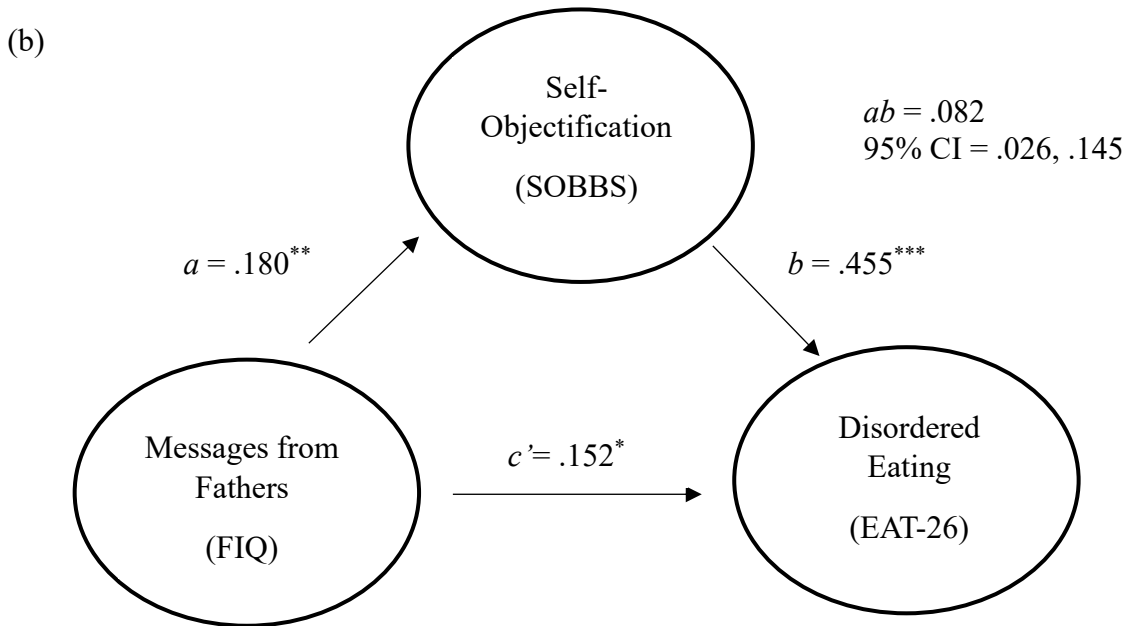 (b)
Self-
Objectification
(SOBBS)
ab = .082
95% CI = .026, .145
a = .180**
b = .455***
Messages from
Fathers
(FIQ)
c’= .152*
Disordered
Eating
(EAT-26)